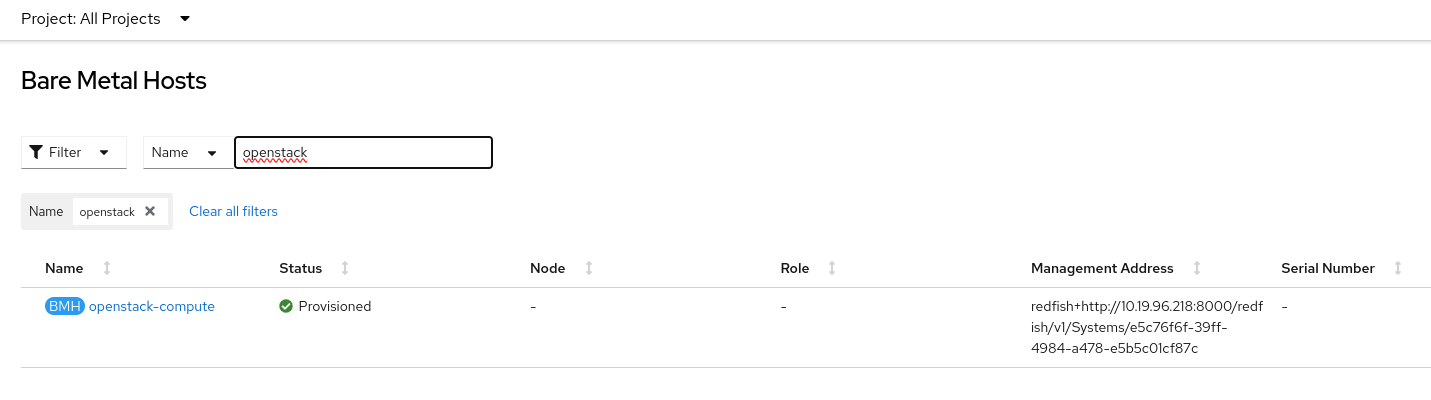 Project: All Projects
Bare Metal Hosts
Filter Name openstack
Name openstack Clear all filters
Name Status Node Role Management Address Serial Number
BMH openstack-compute Provisioned - - redfish+http://10.19.96.218:8000/redf -
ish/v1/Systems/e5c76f6f-39ff-
4984-a478-e5b5c01cf87c